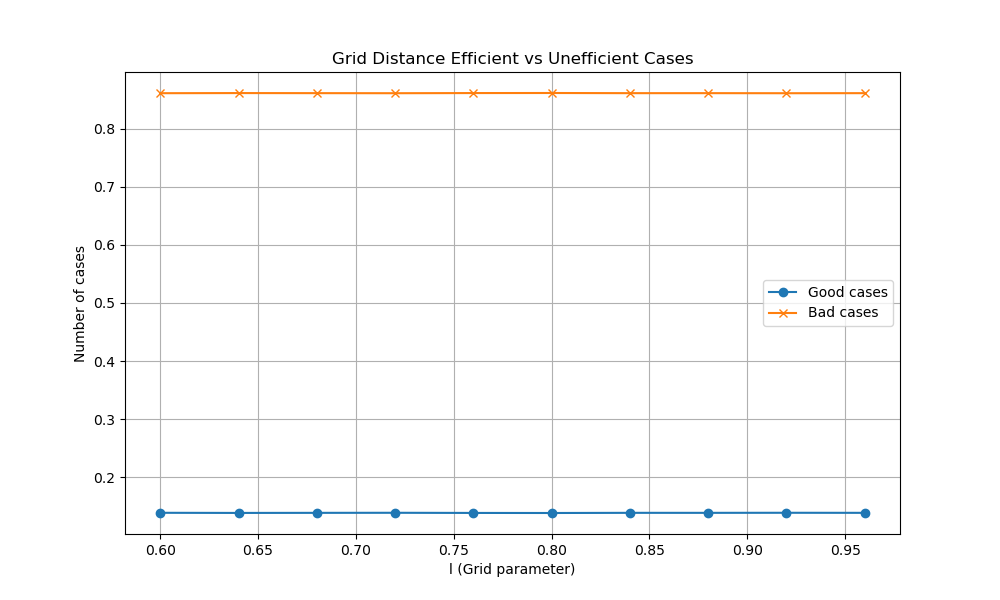 Grid Distance Efficient vs Unefficient Cases
Number of cases
0.8
0.7
0.6
0.5
0.4
0.3
0.2
Good cases
Bad cases
0.60 0.65 0.70 0.75 0.80 0.85 0.90 0.95
l (Grid parameter)